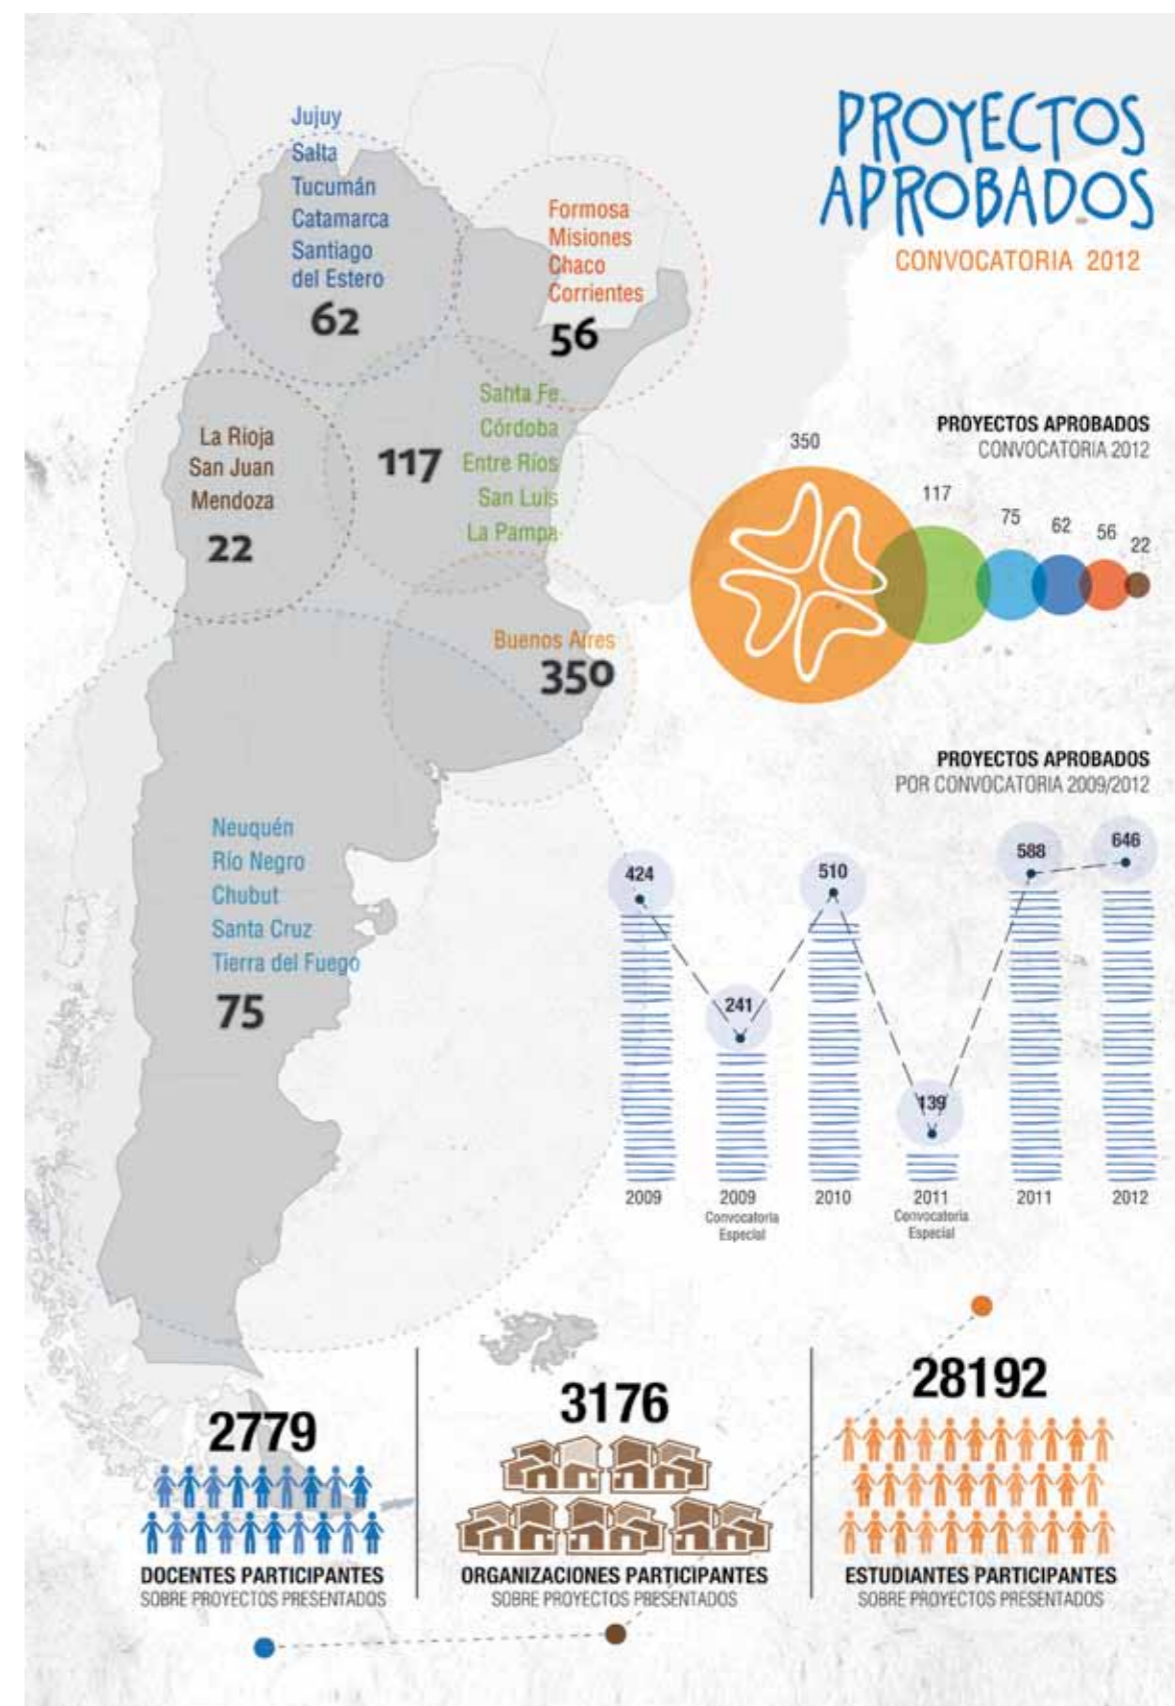 PROYECTOS
APROBADOS
CONVOCATORIA 2012
Jujuy
Salta
Tucumán
Catamarca
Santiago
del Estero
62
Formosa
Misiones
Chaco
Corrientes
56
La Rioja
San Juan
Mendoza
22
117
Santa Fe
Córdoba
Entre Ríos
San Luis
La Pampa
Buenos Aires
350
Neuquén
Río Negro
Chubut
Santa Cruz
Tierra del Fuego
75
PROYECTOS APROBADOS
CONVOCATORIA 2012
350
117
75
62
56
22
PROYECTOS APROBADOS
POR CONVOCATORIA 2009/2012
424
241
510
139
588
646
2009
2009
Convocatoria
Especial
2010
2011
Convocatoria
Especial
2011
2012
2779
DOCENTES PARTICIPANTES
SOBRE PROYECTOS PRESENTADOS
3176
ORGANIZACIONES PARTICIPANTES
SOBRE PROYECTOS PRESENTADOS
28192
ESTUDIANTES PARTICIPANTES
SOBRE PROYECTOS PRESENTADOS